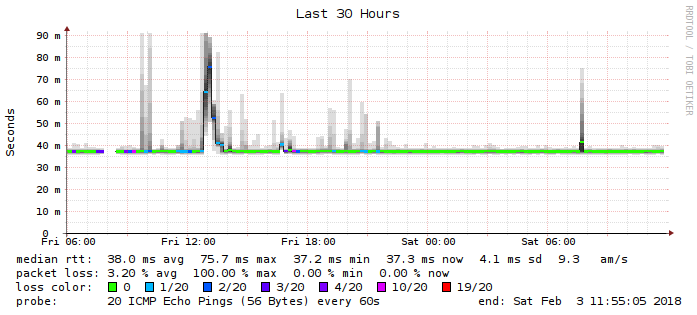 Last 30 Hours
RRDTOOL / TOBI OETIKER
Seconds
90 m
80 m
70 m
60 m
50 m
40 m
30 m
20 m
10 m
0
Fri 06:00 Fri 12:00 Fri 18:00 Sat 00:00 Sat 06:00
median rtt: 38.0 ms avg 75.7 ms max 37.2 ms min 37.3 ms now 4.1 ms sd 9.3 am/s
packet loss: 3.20 % avg 100.00 % max 0.00 % min 0.00 % now
loss color: 0 1/20 2/20 3/20 4/20 10/20 19/20
probe: 20 ICMP Echo Pings (56 Bytes) every 60s end: Sat Feb 3 11:55:05 2018